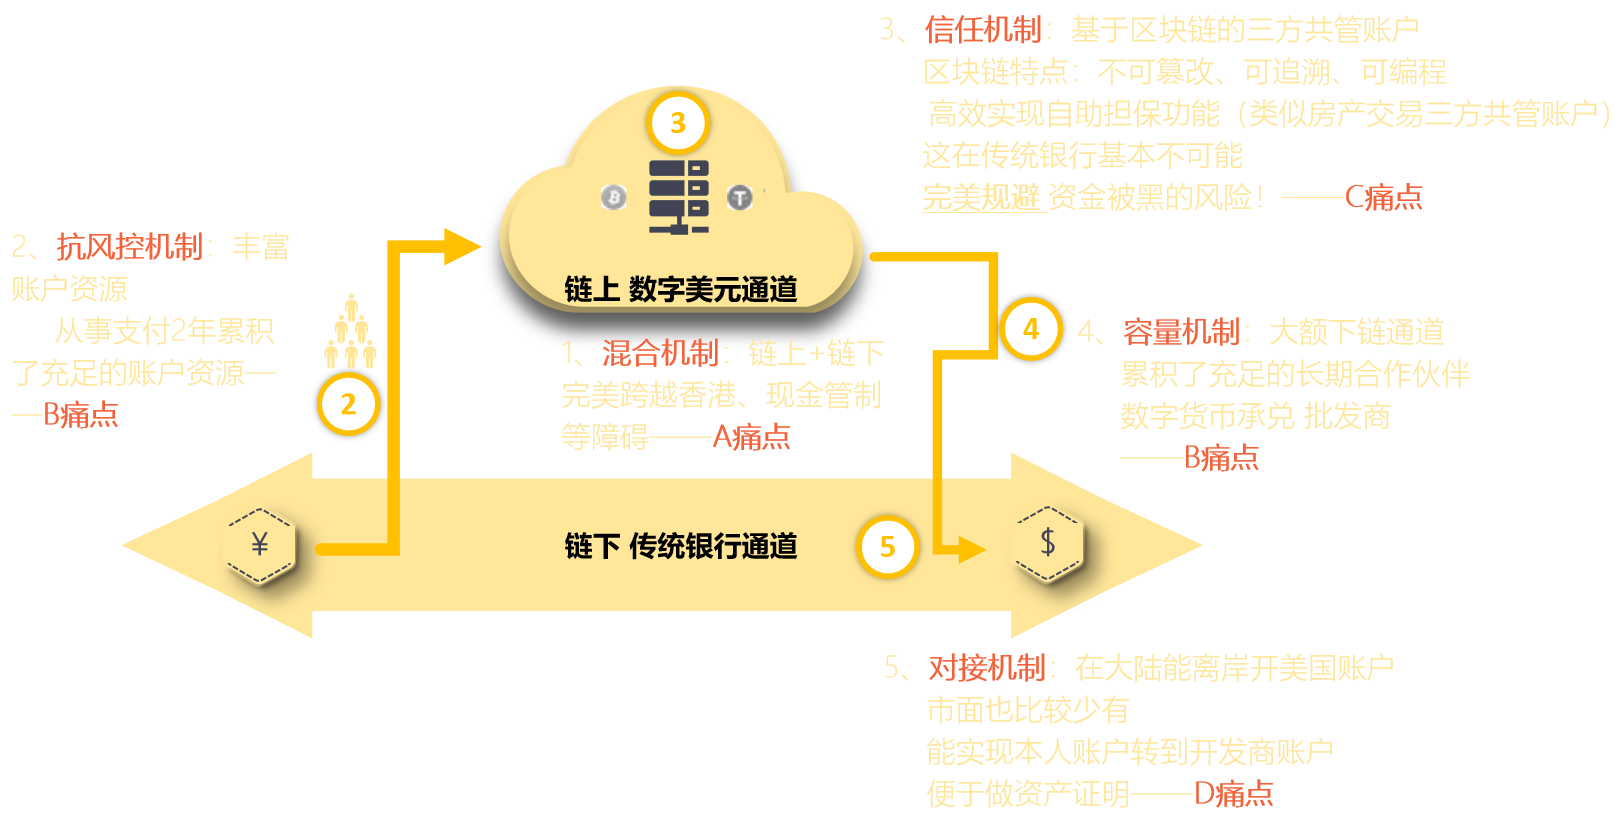 3、信任机制：基于区块链的三方共管账户
区块链特点：不可篡改、可追溯、可编程
高效实现自助担保功能（类似房产交易三方共管账户）
这在传统银行基本不可能
完美规避 资金被黑的风险！——C痛点
3
链上 数字美元通道
2、抗风控机制：丰富
账户资源
从事支付2年累积
了充足的账户资源—
—B痛点
2
1、混合机制：链上+链下
完美跨越香港、现金管制
等障碍——A痛点
4
4、容量机制：大额下链通道
累积了充足的长期合作伙伴
数字货币承兑 批发商
——B痛点
¥
链下 传统银行通道
5
$
5、对接机制：在大陆能离岸开美国账户
市面也比较少有
能实现本人账户转到开发商账户
便于做资产证明——D痛点